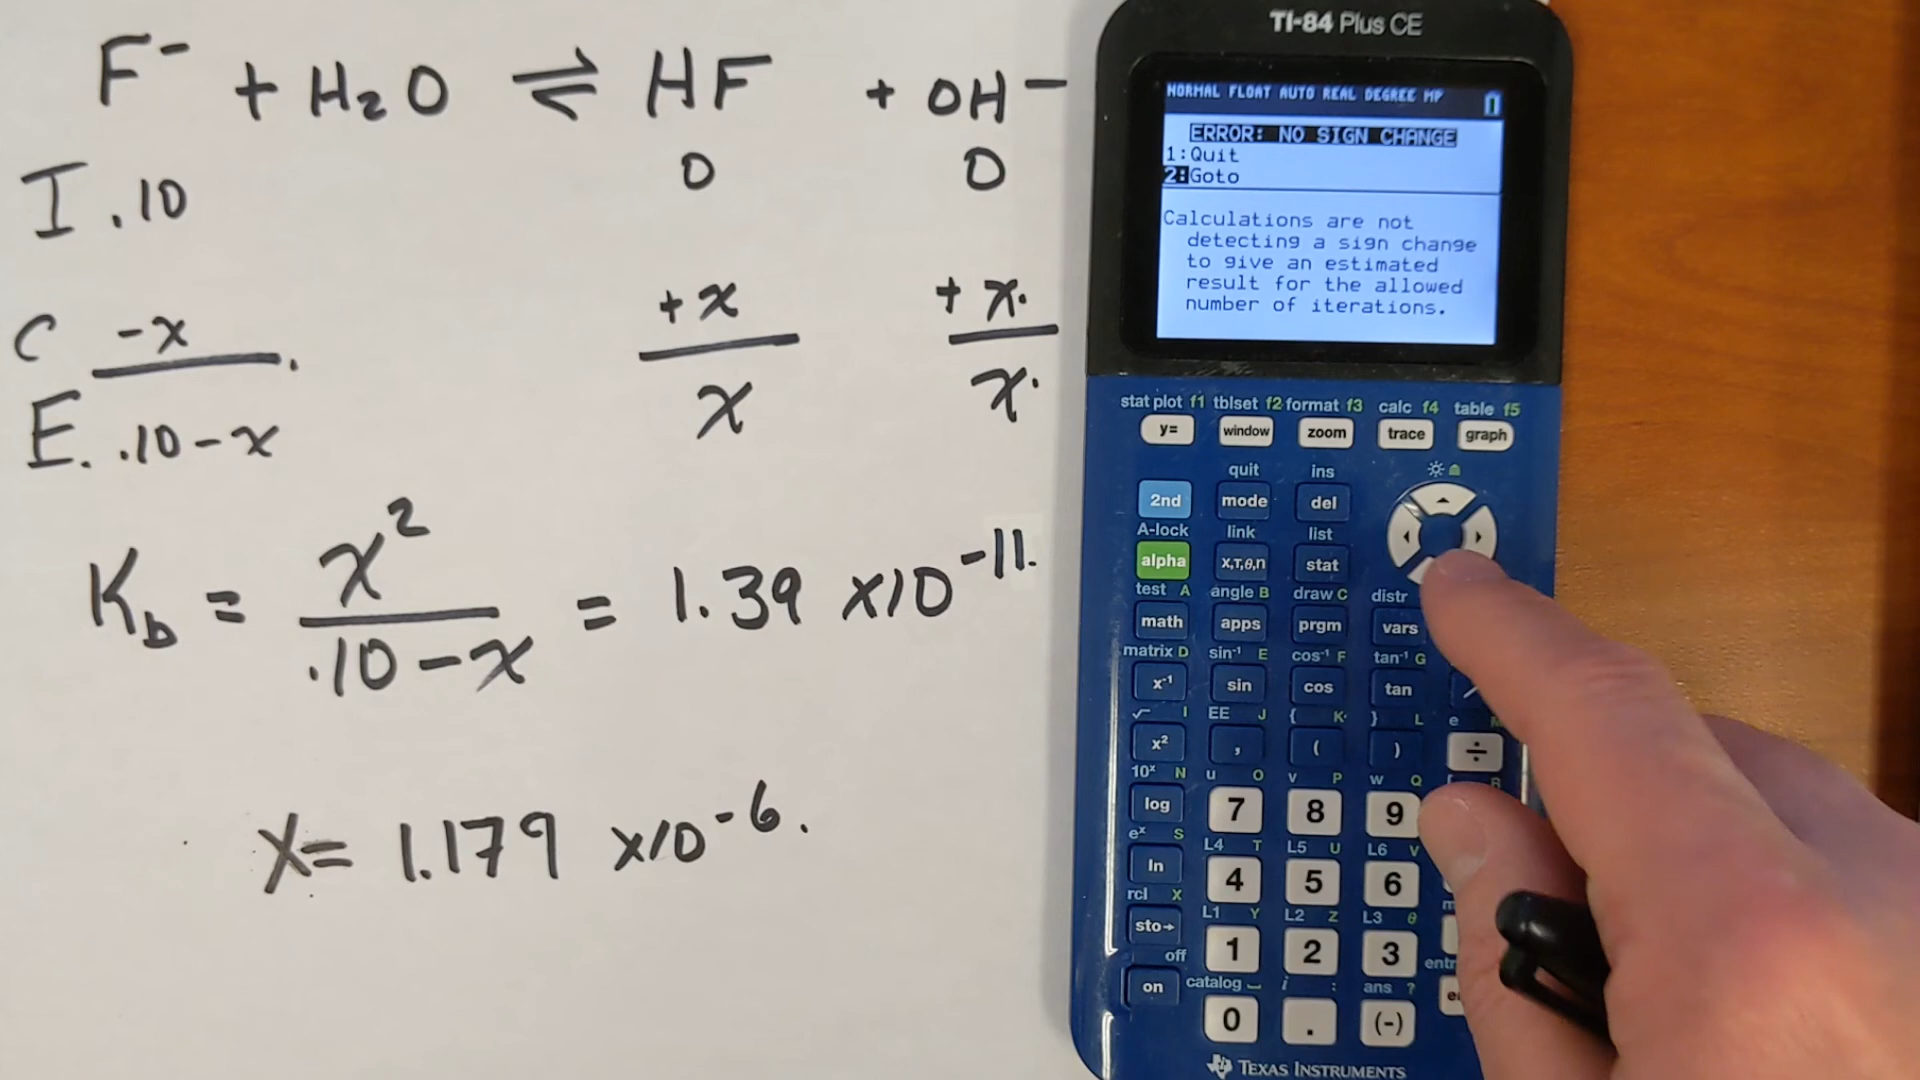 F⁻ + H₂O ⇌ HF + OH⁻
I .10 0 0
C -x +x +x.
E. .10-x x x.
K_b = x² / .10-x = 1.39 x10⁻¹¹.
X= 1.179 x10⁻⁶.
TI-84 Plus CE
NORMAL FLOAT AUTO REAL DEGREE MP
ERROR: NO SIGN CHANGE
1:Quit
2:Goto
Calculations are not
detecting a sign change
to give an estimated
result for the allowed
number of iterations.
stat plot f1 tblset f2 format f3 calc f4 table f5
y= window zoom trace graph
quit ins
2nd mode del
A-lock link list
alpha x,T,θ,n stat
test A angle B draw C distr
math apps prgm vars
matrix D sin⁻¹ E cos⁻¹ F tan⁻¹ G
x⁻¹ sin cos tan
√ I EE J { K } L e M
x² , ( ) ÷
10ˣ N u O v P w Q [ R
log 7 8 9
eˣ S L4 T L5 U L6 V
ln 4 5 6
rcl X L1 Y L2 Z L3 θ
sto→ 1 2 3
off catalog ⎵ i : ans ?
on 0 . (-)
TEXAS INSTRUMENTS